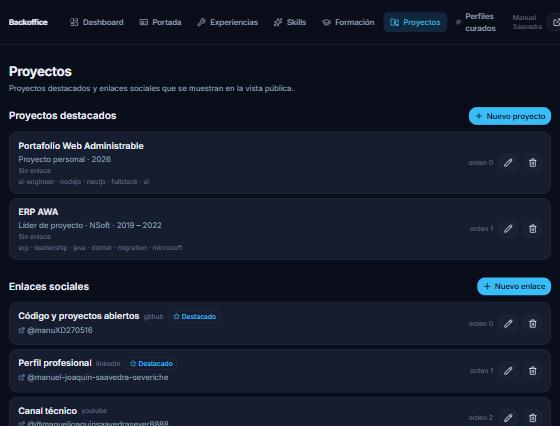 Backoffice
Dashboard
Portada
Experiencias
Skills
Formación
Proyectos
Perfiles curados
Manuel Saavedra
Proyectos
Proyectos destacados y enlaces sociales que se muestran en la vista pública.
Proyectos destacados
Nuevo proyecto
Portafolio Web Administrable
Proyecto personal · 2026
Sin enlace
ai-engineer · nodejs · nestjs · fullstack · ai
orden 0
ERP AWA
Líder de proyecto · NSoft · 2019 – 2022
Sin enlace
erp · leadership · java · dotnet · migration · microsoft
orden 1
Enlaces sociales
Nuevo enlace
Código y proyectos abiertos github Destacado
@manuXD270516
orden 0
Perfil profesional linkedin Destacado
@manuel-joaquin-saavedra-severiche
orden 1
Canal técnico youtube
@@manueljoaquinsaavedrasever8888
orden 2